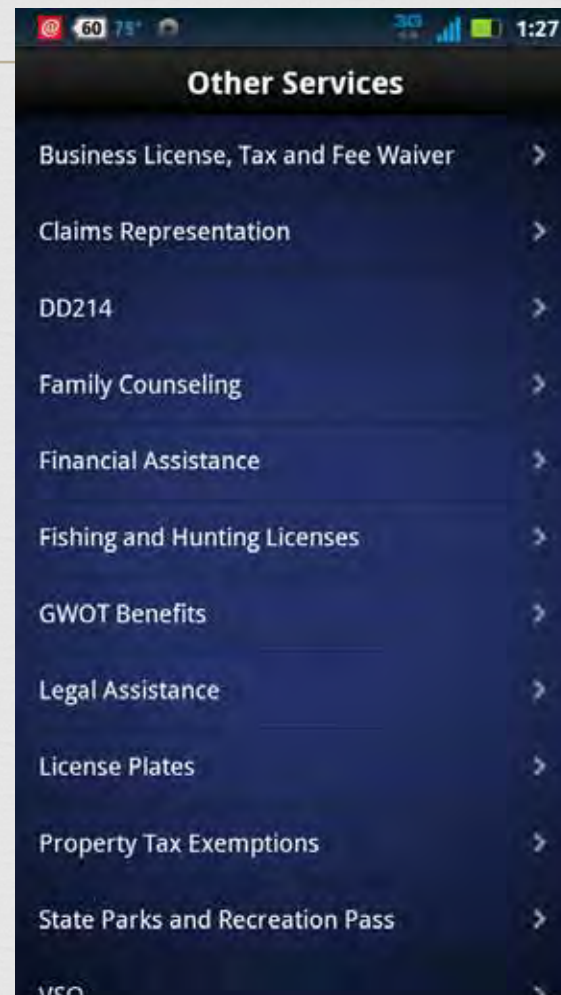 @ 60 75° 3G 1:27
Other Services
Business License, Tax and Fee Waiver
Claims Representation
DD214
Family Counseling
Financial Assistance
Fishing and Hunting Licenses
GWOT Benefits
Legal Assistance
License Plates
Property Tax Exemptions
State Parks and Recreation Pass
VSO